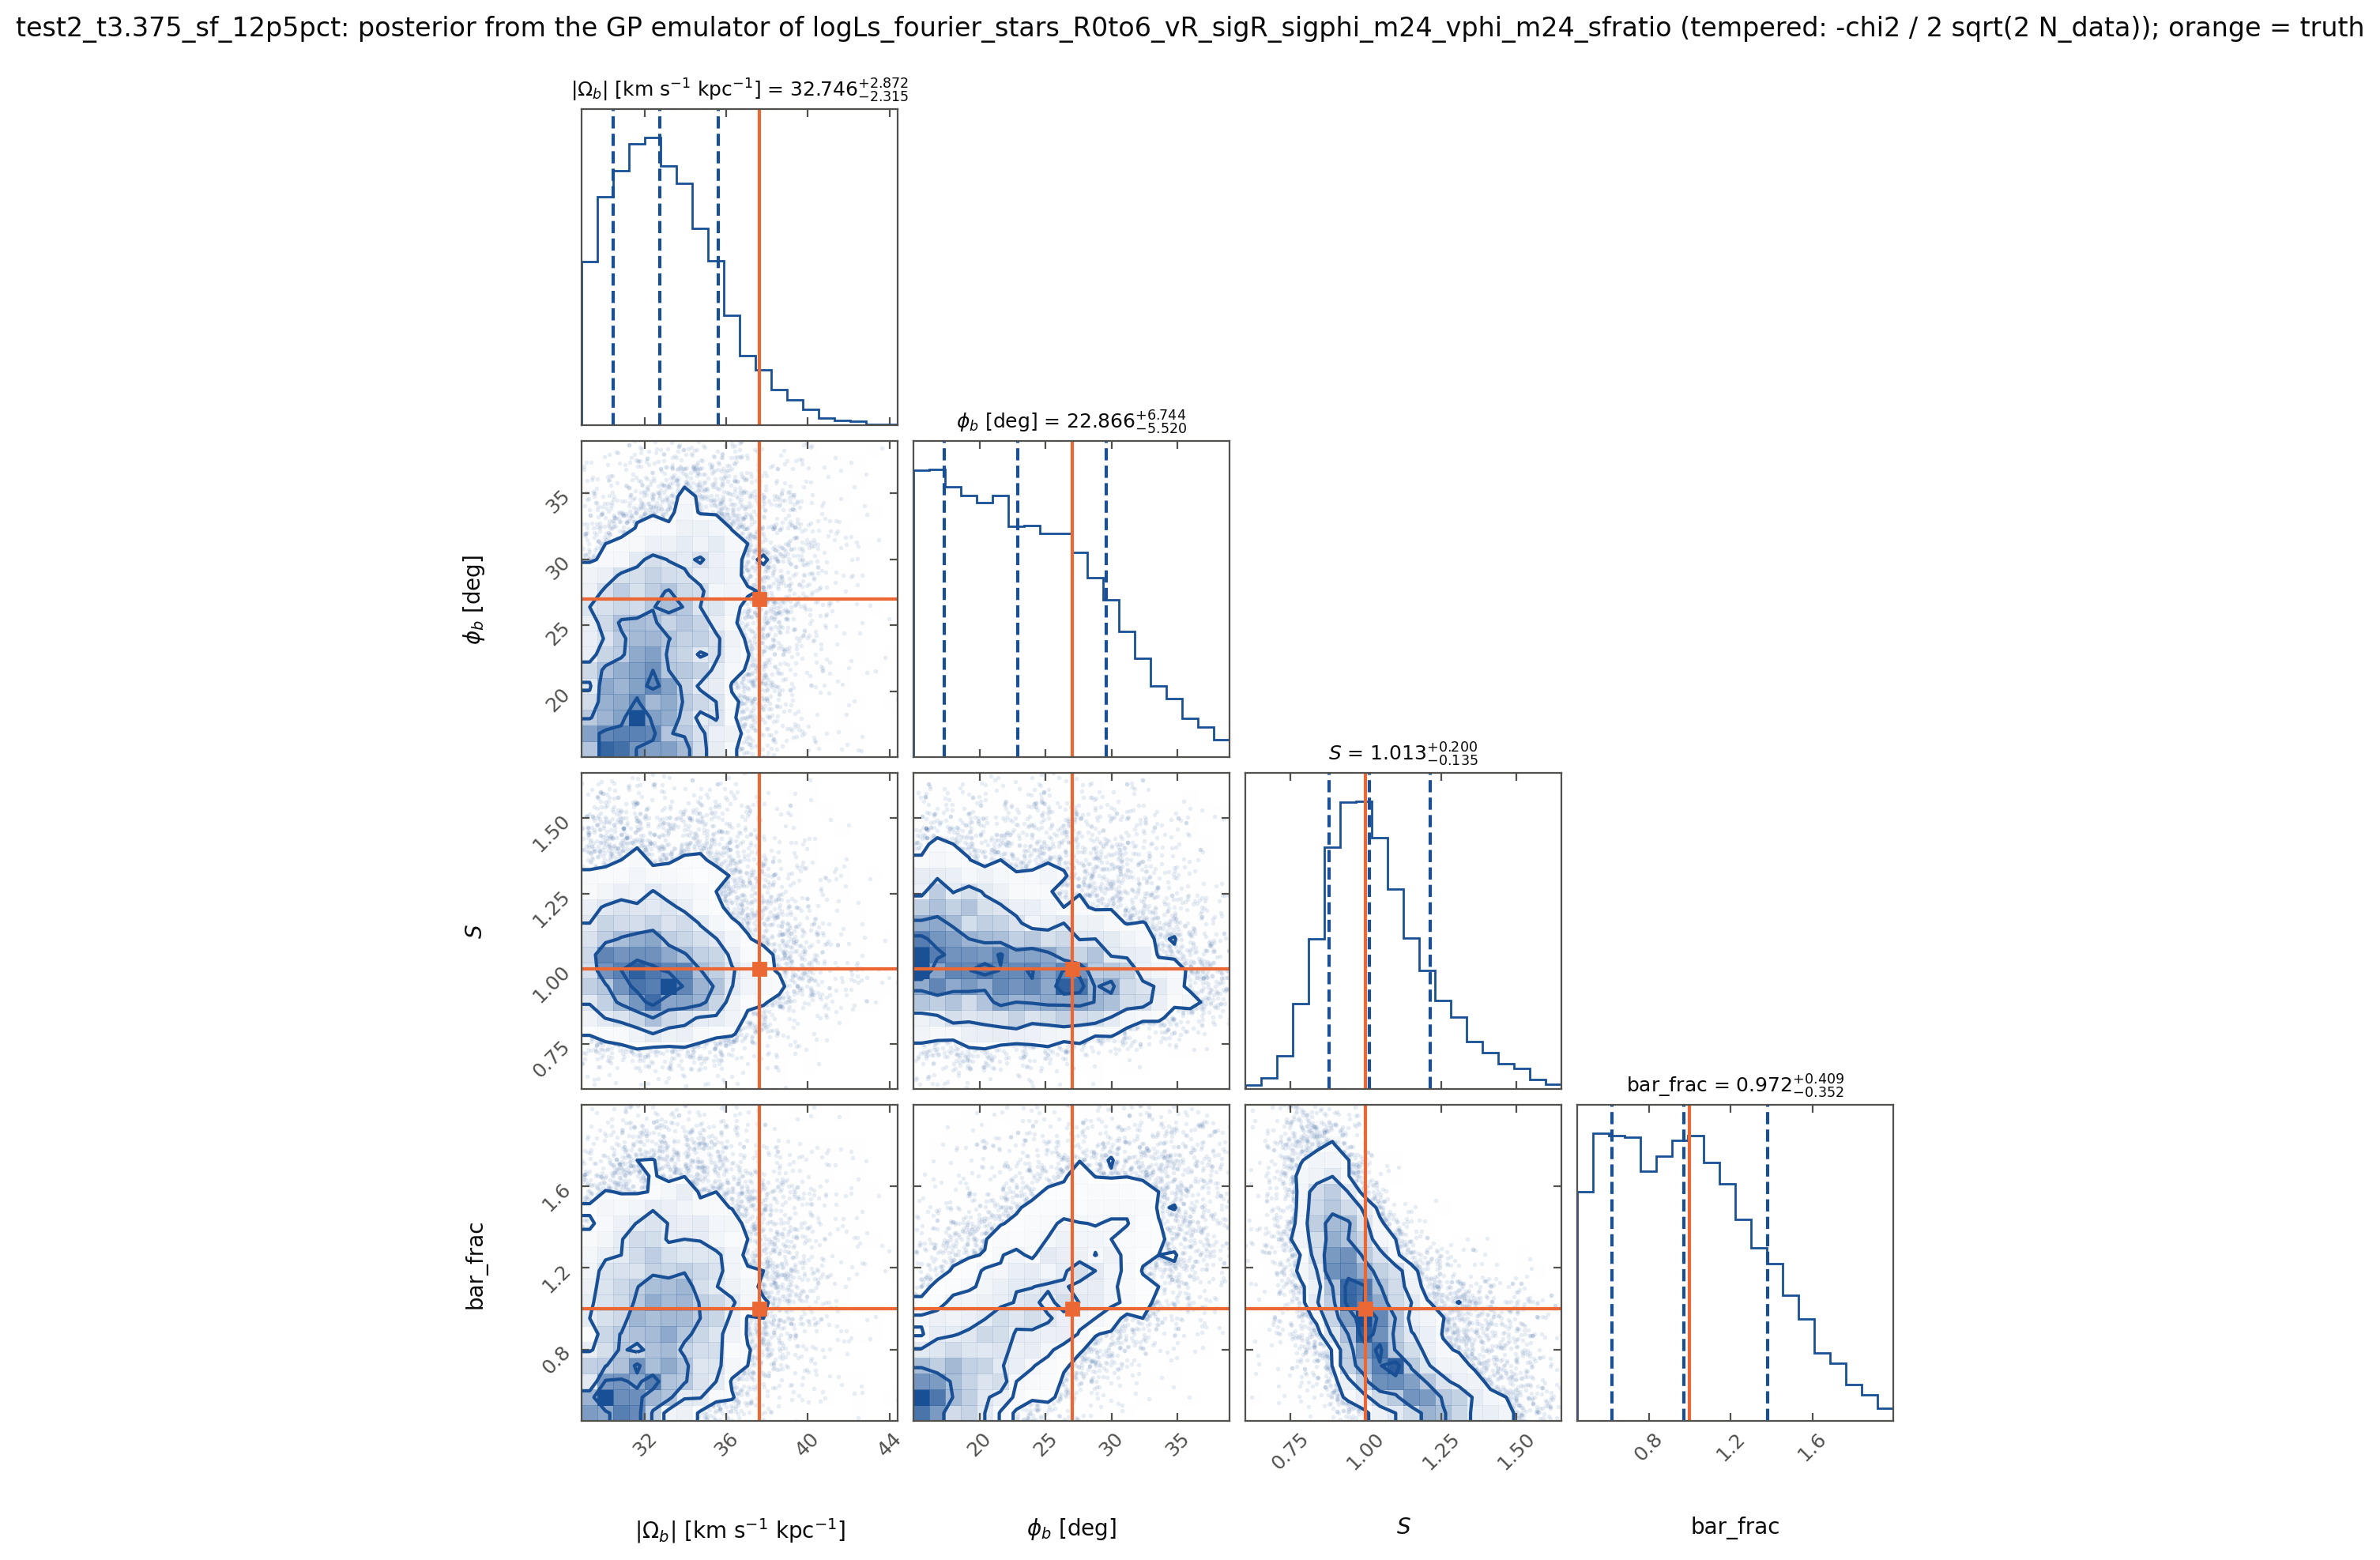 test2_t3.375_sf_12p5pct: posterior from the GP emulator of logLs_fourier_stars_R0to6_vR_sigR_sigphi_m24_vphi_m24_sfratio (tempered: -chi2 / 2 sqrt(2 N_data)); orange = truth
|Ω_b| [km s⁻¹ kpc⁻¹] = 32.746^{+2.872}_{−2.315}
ϕ_b [deg] = 22.866^{+6.744}_{−5.520}
35
30
25
20
ϕ_b [deg]
S = 1.013^{+0.200}_{−0.135}
1.50
1.25
1.00
0.75
S
bar_frac = 0.972^{+0.409}_{−0.352}
1.6
1.2
0.8
bar_frac
32 36 40 44 20 25 30 35 0.75 1.00 1.25 1.50 0.8 1.2 1.6
|Ω_b| [km s⁻¹ kpc⁻¹] ϕ_b [deg] S bar_frac